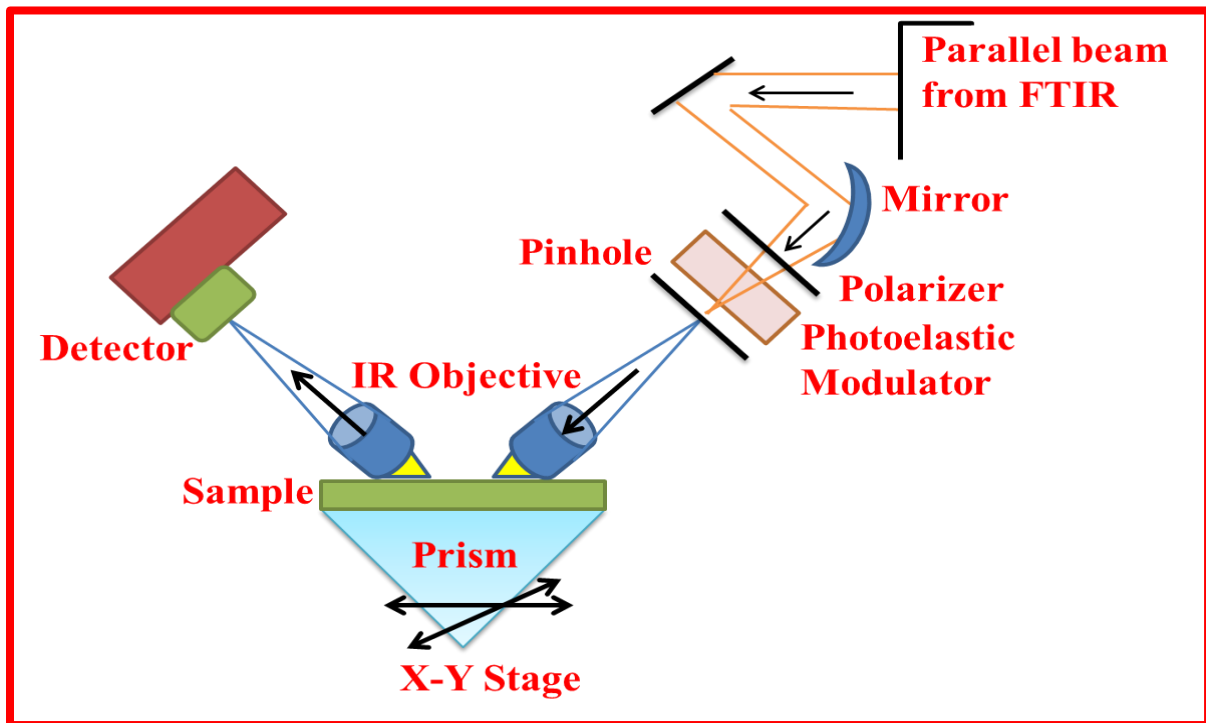 Parallel beam
from FTIR
Mirror
Pinhole
Polarizer
Photoelastic
Modulator
Detector
IR Objective
Sample
Prism
X-Y Stage